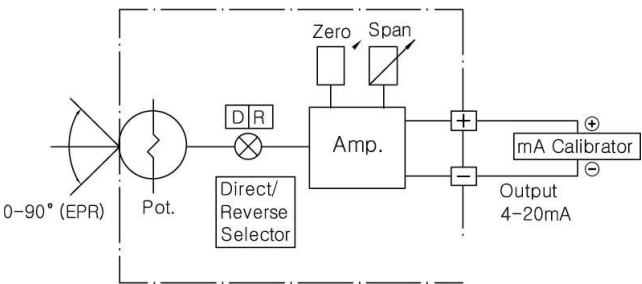 Zero Span
D R
Amp.
+
⊕
mA Calibrator
−
⊖
Direct/
Reverse
Selector
0-90° (EPR)
Pot.
Output
4-20mA